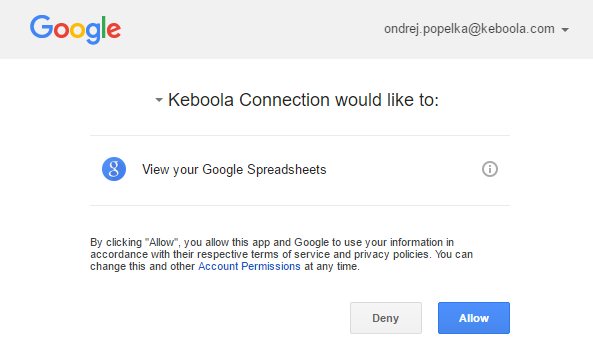 Google
ondrej.popelka@keboola.com
Keboola Connection would like to:
g
View your Google Spreadsheets
i
By clicking "Allow", you allow this app and Google to use your information in
accordance with their respective terms of service and privacy policies. You can
change this and other Account Permissions at any time.
Deny
Allow